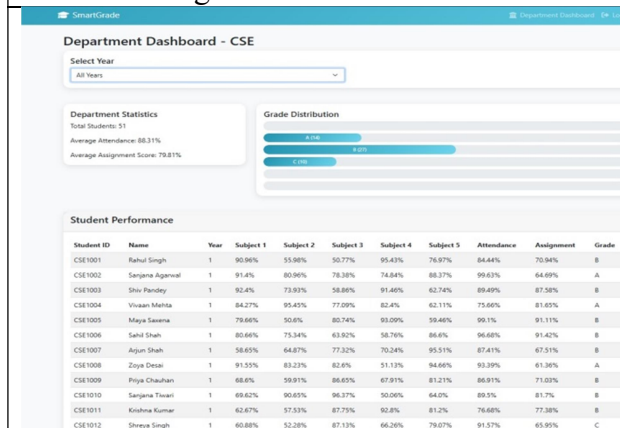 SmartGrade
Department Dashboard
Department Dashboard - CSE
Select Year
All Years
Department Statistics
Total Students: 51
Average Attendance: 88.31%
Average Assignment Score: 79.81%
Grade Distribution
A (14)
B (27)
C (10)
Student Performance
Student ID Name Year Subject 1 Subject 2 Subject 3 Subject 4 Subject 5 Attendance Assignment Grade
CSE1001 Rahul Singh 1 90.96% 55.98% 50.77% 95.43% 76.97% 84.44% 70.94% B
CSE1002 Sanjana Agarwal 1 91.4% 80.96% 78.38% 74.84% 88.37% 99.63% 64.69% A
CSE1003 Shiv Pandey 1 92.4% 73.93% 58.86% 91.46% 62.74% 89.49% 87.58% B
CSE1004 Vivaan Mehta 1 84.27% 95.45% 77.09% 82.4% 62.11% 75.66% 81.65% A
CSE1005 Maya Saxena 1 79.66% 50.6% 80.74% 93.09% 59.46% 99.1% 91.11% B
CSE1006 Sahil Shah 1 80.66% 75.34% 63.92% 58.76% 86.6% 96.68% 91.42% B
CSE1007 Arjun Shah 1 58.65% 64.87% 77.32% 70.24% 95.51% 87.41% 67.51% B
CSE1008 Zoya Desai 1 91.55% 83.23% 82.6% 51.13% 94.66% 93.39% 61.36% A
CSE1009 Priya Chauhan 1 68.6% 59.91% 86.65% 67.91% 81.21% 86.91% 71.03% B
CSE1010 Sanjana Tiwari 1 69.62% 90.65% 96.37% 50.06% 64.0% 89.5% 81.7% B
CSE1011 Krishna Kumar 1 62.67% 57.53% 87.75% 92.8% 81.2% 76.68% 77.38% B
CSE1012 Shreya Singh 1 60.88% 52.28% 87.13% 66.26% 79.07% 91.57% 65.95% C